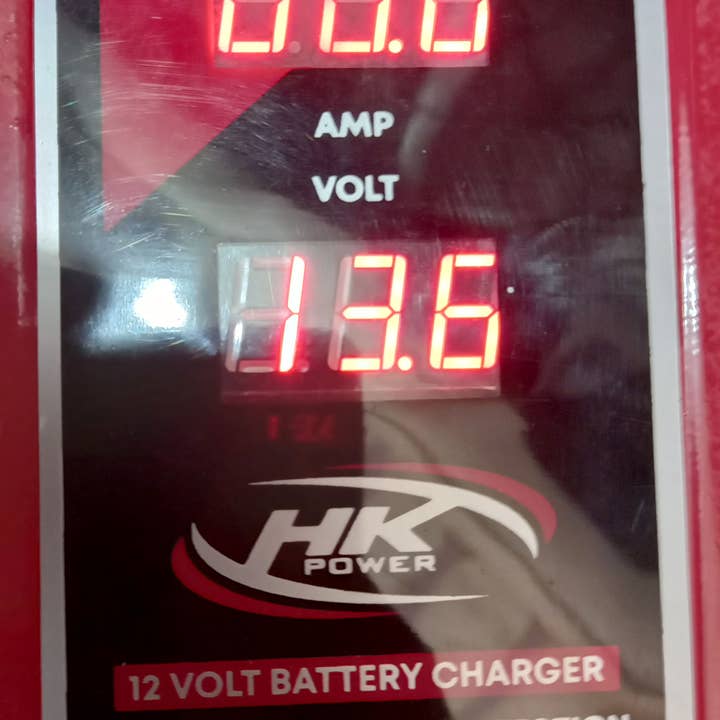 AMP
VOLT
13.6
HK
POWER
12 VOLT BATTERY CHARGER